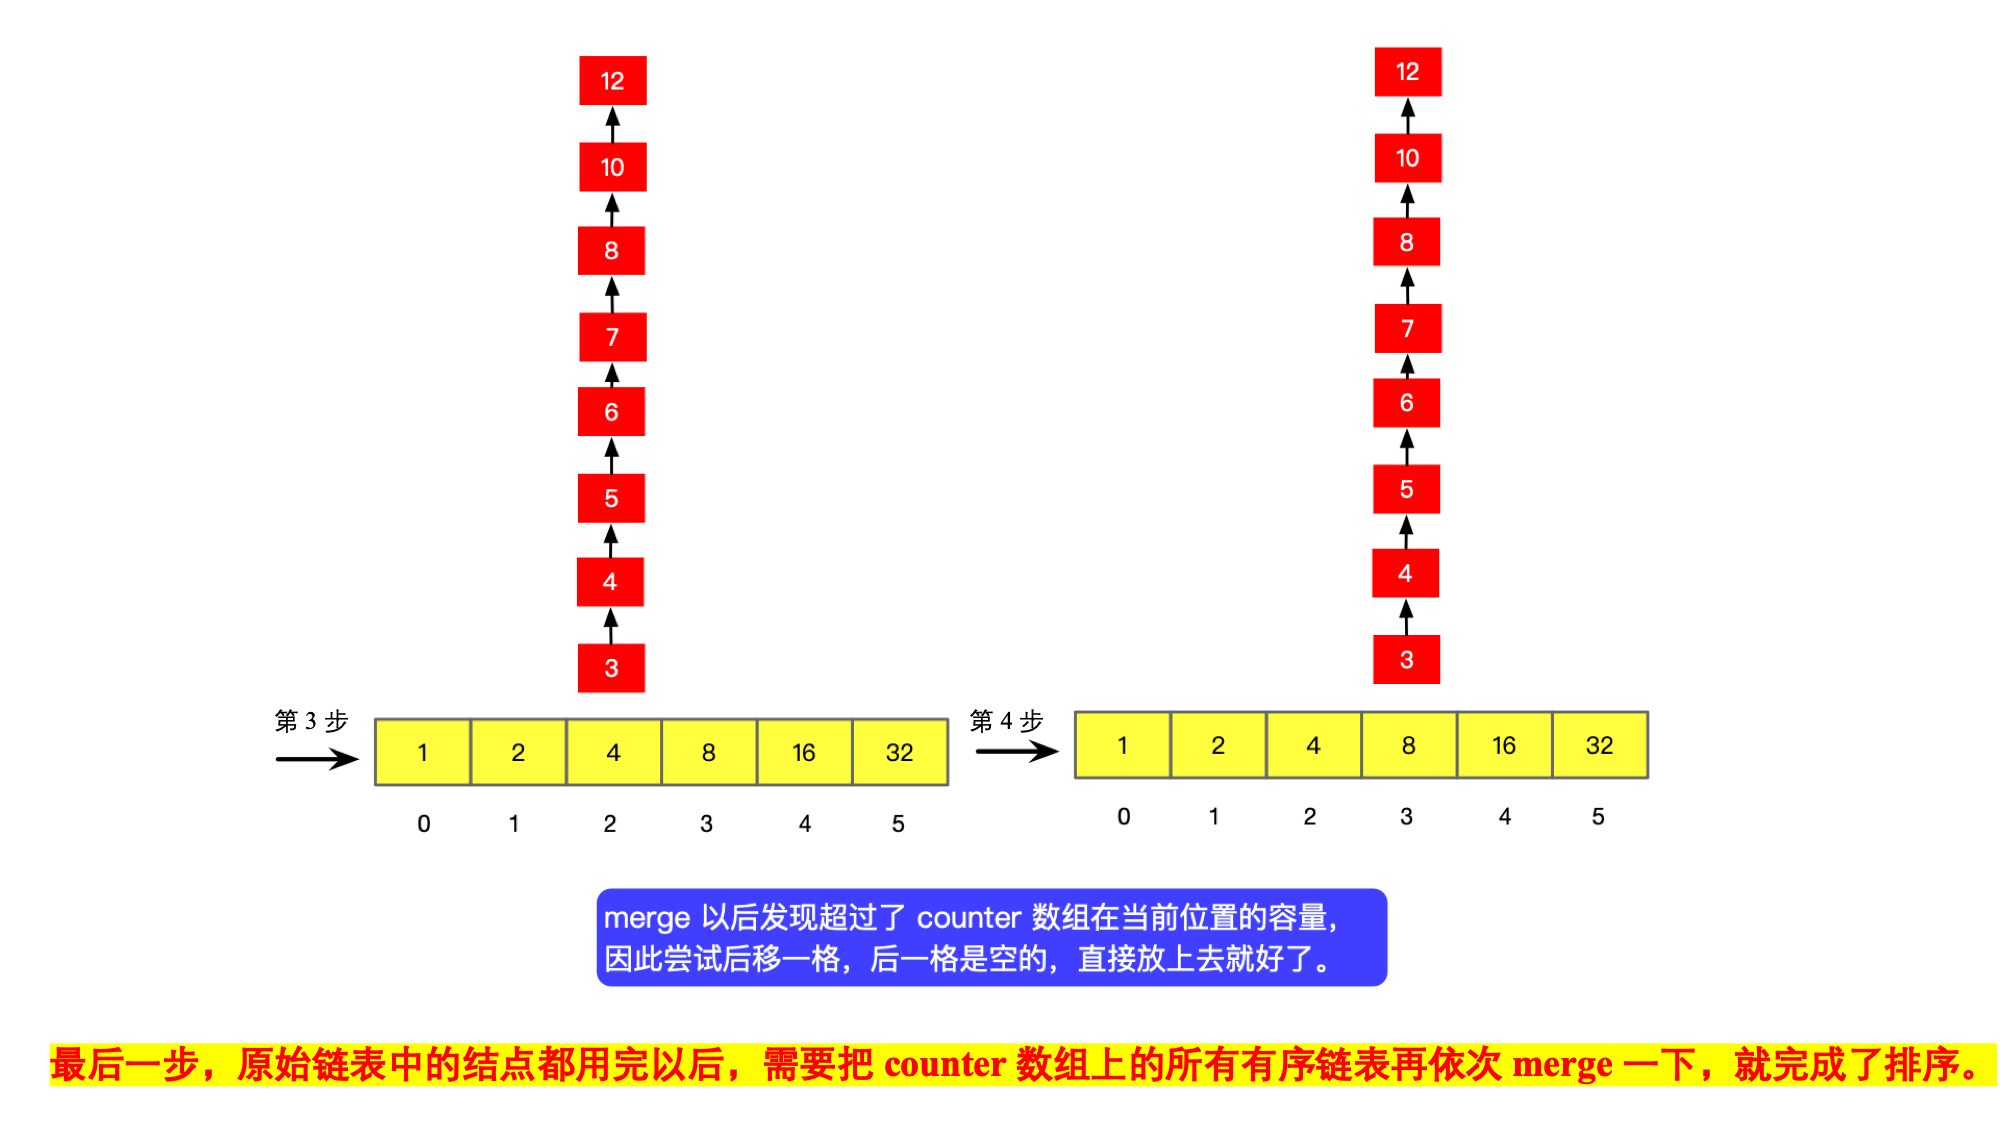 12
10
8
7
6
5
4
3
第 3 步
1 2 4 8 16 32
0 1 2 3 4 5
12
10
8
7
6
5
4
3
第 4 步
1 2 4 8 16 32
0 1 2 3 4 5
merge 以后发现超过了 counter 数组在当前位置的容量，
因此尝试后移一格，后一格是空的，直接放上去就好了。
最后一步，原始链表中的结点都用完以后，需要把 counter 数组上的所有有序链表再依次 merge 一下，就完成了排序。